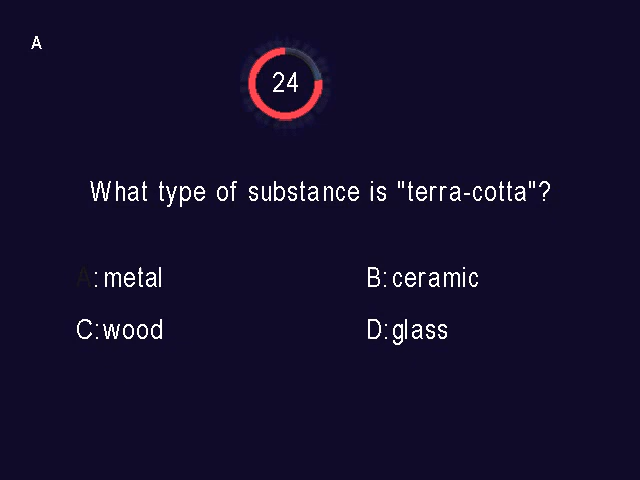 A
24
What type of substance is "terra-cotta"?
A:metal B:ceramic
C:wood D:glass